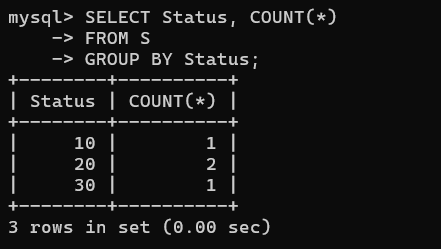 mysql> SELECT Status, COUNT(*)
    -> FROM S
    -> GROUP BY Status;
+--------+----------+
| Status | COUNT(*) |
+--------+----------+
|     10 |        1 |
|     20 |        2 |
|     30 |        1 |
+--------+----------+
3 rows in set (0.00 sec)